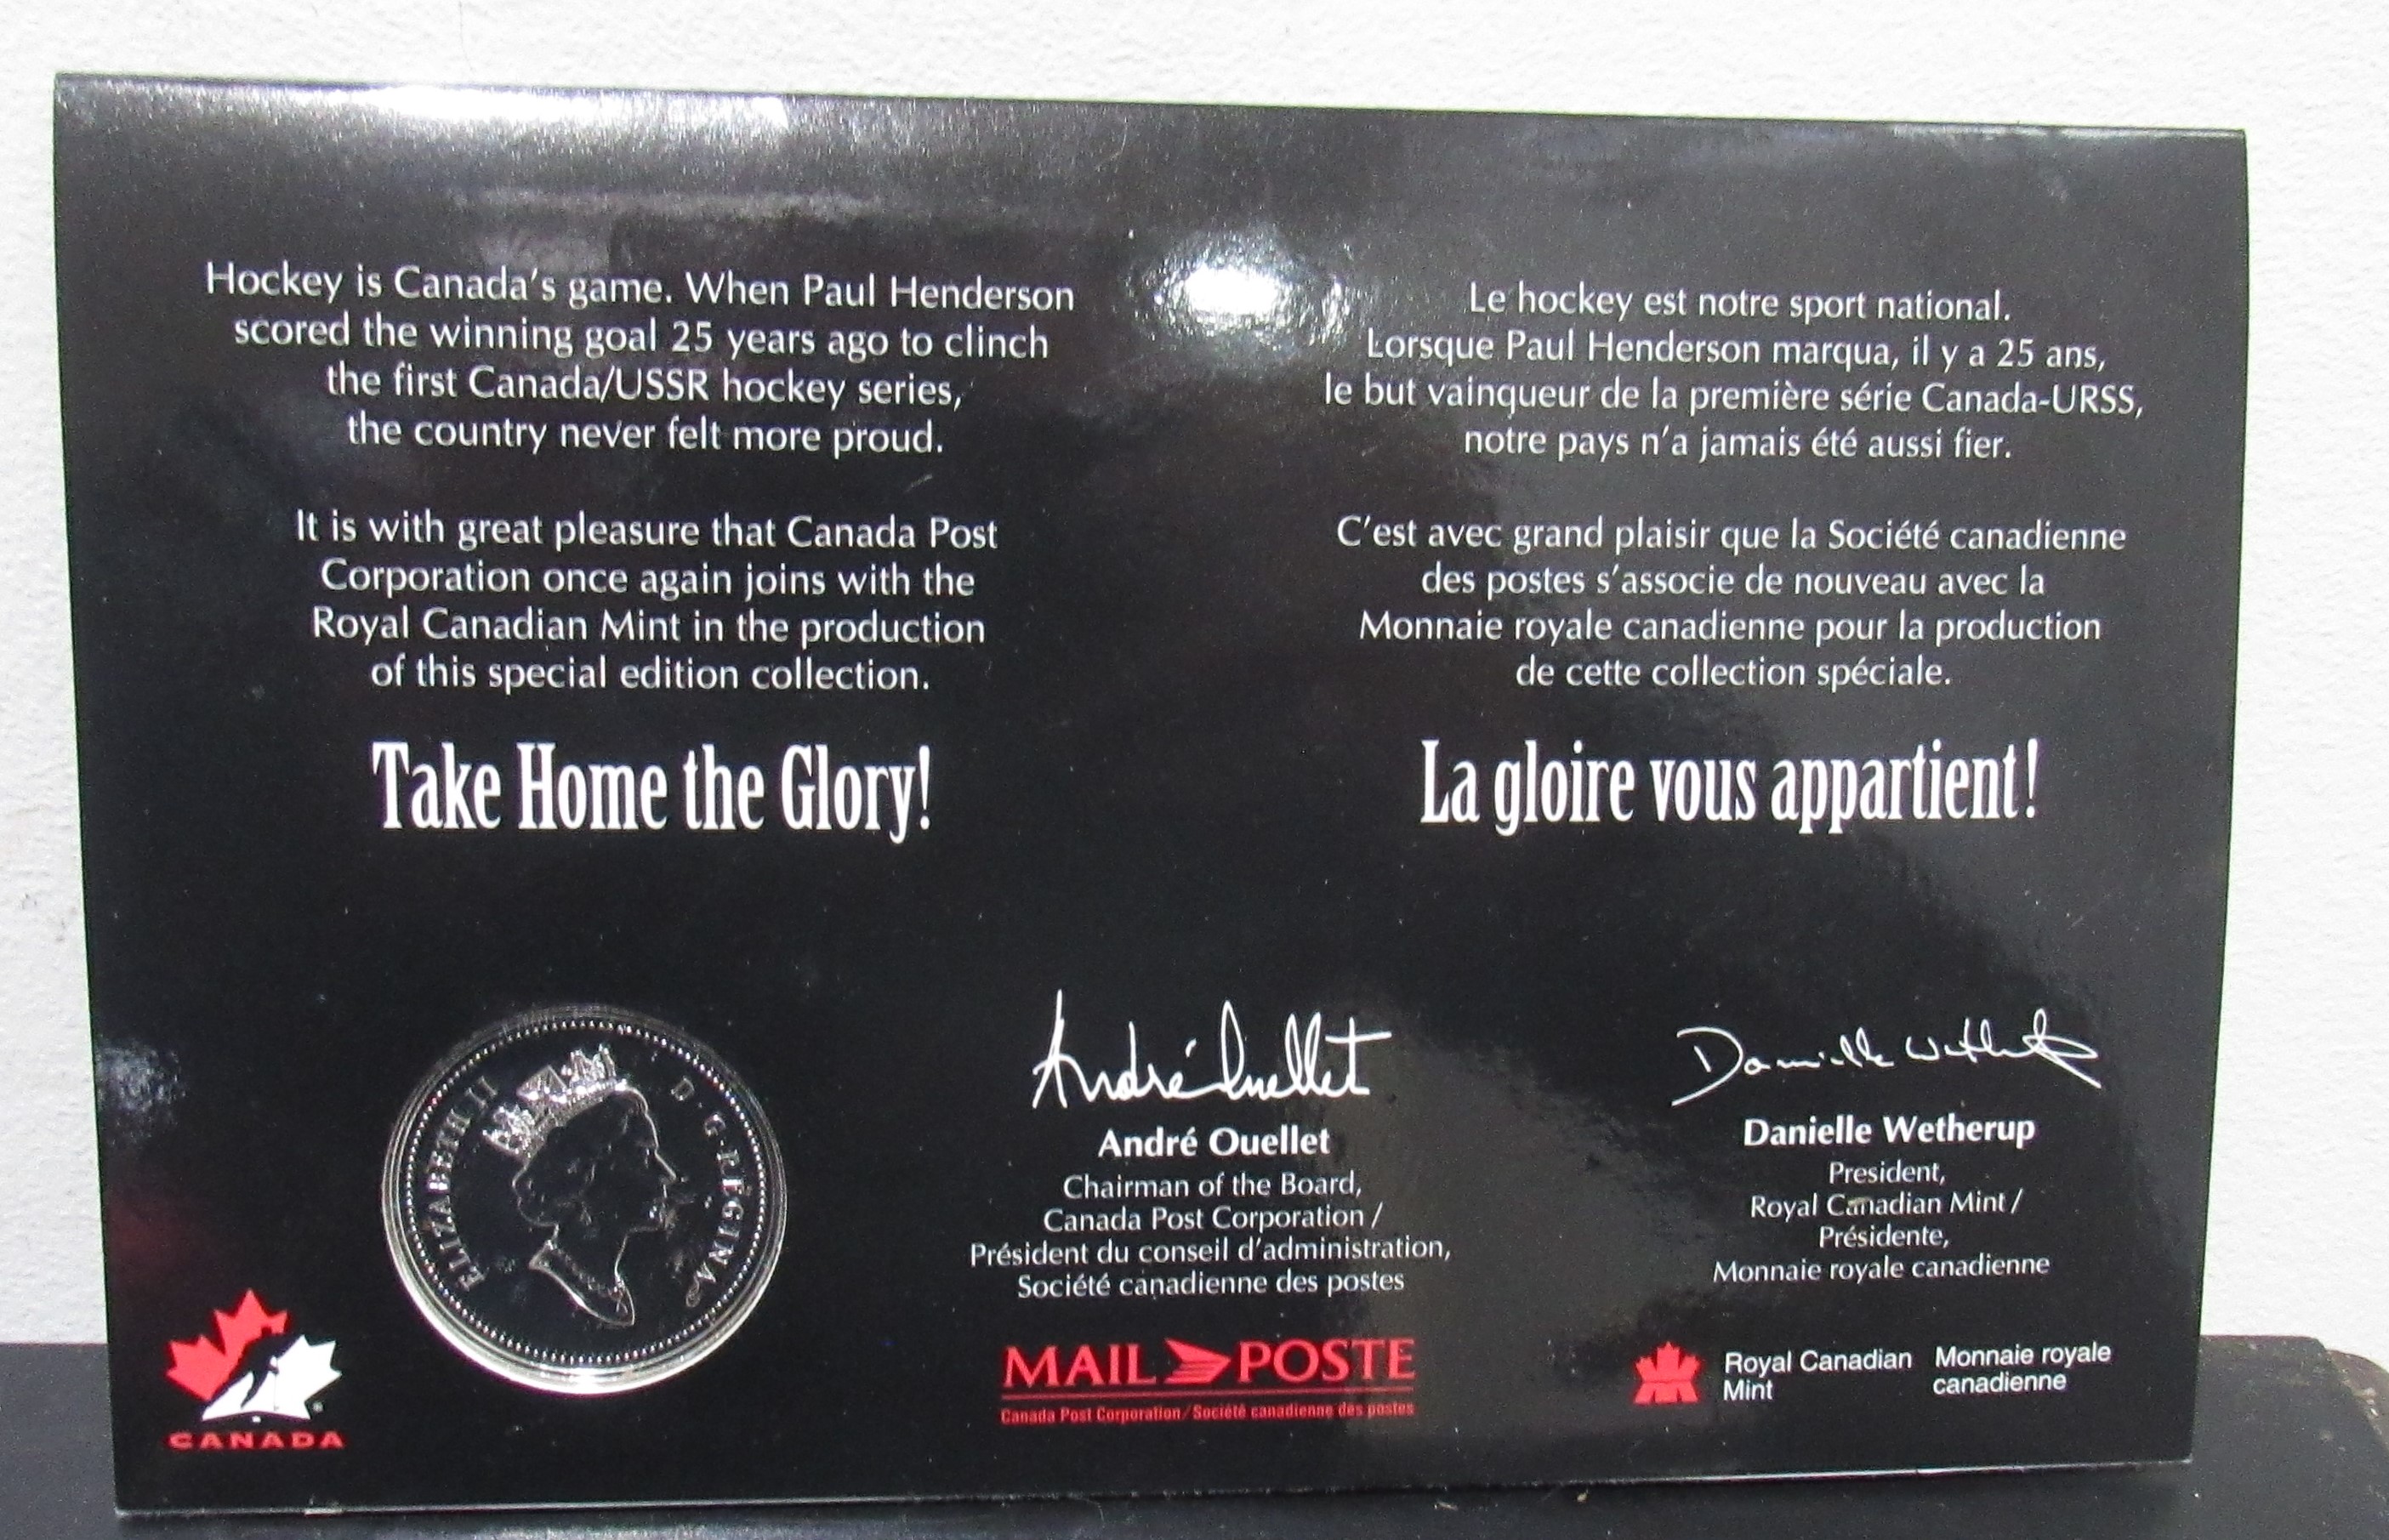 Hockey is Canada's game. When Paul Henderson
scored the winning goal 25 years ago to clinch
the first Canada/USSR hockey series,
the country never felt more proud.
It is with great pleasure that Canada Post
Corporation once again joins with the
Royal Canadian Mint in the production
of this special edition collection.
Take Home the Glory!
Le hockey est notre sport national.
Lorsque Paul Henderson marqua, il y a 25 ans,
le but vainqueur de la première série Canada-URSS,
notre pays n'a jamais été aussi fier.
C'est avec grand plaisir que la Société canadienne
des postes s'associe de nouveau avec la
Monnaie royale canadienne pour la production
de cette collection spéciale.
La gloire vous appartient!
ELIZABETH II D·G·REGINA
CANADA
André Ouellet
André Ouellet
Chairman of the Board,
Canada Post Corporation /
Président du conseil d'administration,
Société canadienne des postes
MAIL POSTE
Canada Post Corporation / Société canadienne des postes
Danielle Wetherup
Danielle Wetherup
President,
Royal Canadian Mint /
Présidente,
Monnaie royale canadienne
Royal Canadian Mint
Monnaie royale canadienne